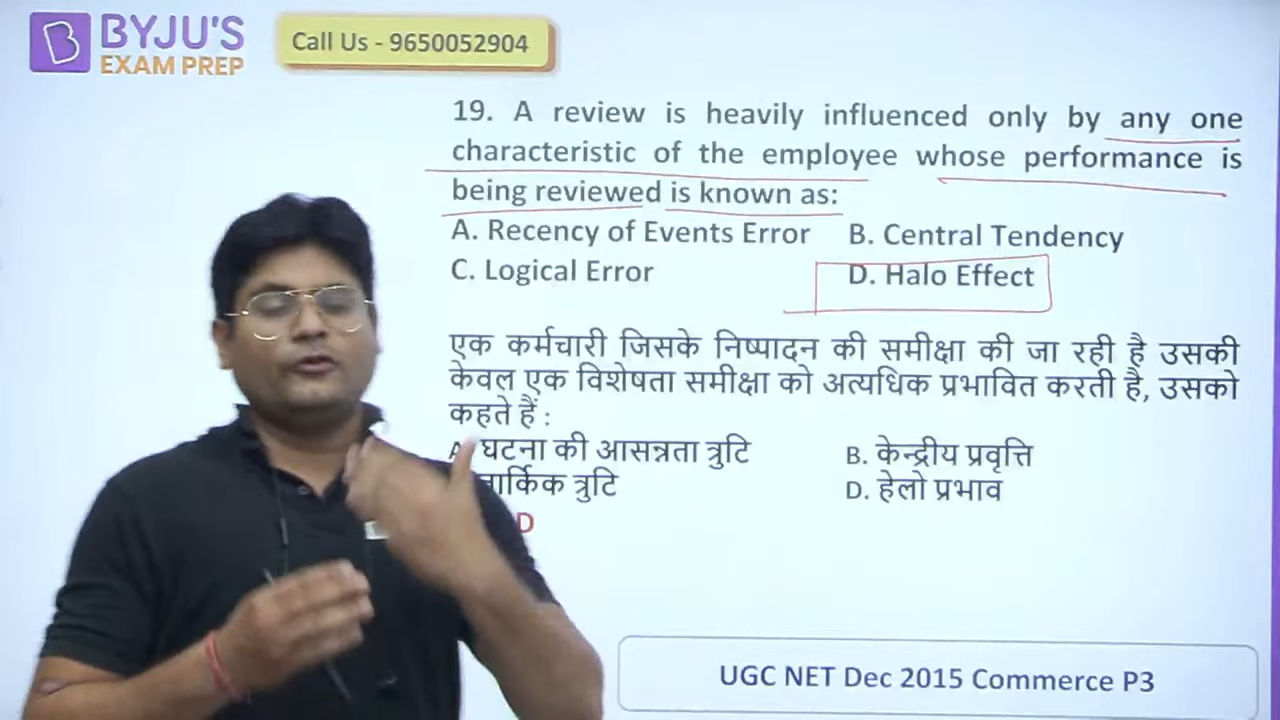 BYJU'S
EXAM PREP
Call Us - 9650052904
19. A review is heavily influenced only by any one
characteristic of the employee whose performance is
being reviewed is known as:
A. Recency of Events Error B. Central Tendency
C. Logical Error D. Halo Effect
एक कर्मचारी जिसके निष्पादन की समीक्षा की जा रही है उसकी
केवल एक विशेषता समीक्षा को अत्यधिक प्रभावित करती है, उसको
कहते हैं :
A. घटना की आसन्नता त्रुटि B. केन्द्रीय प्रवृत्ति
त्रुटि D. हेलो प्रभाव
D
UGC NET Dec 2015 Commerce P3